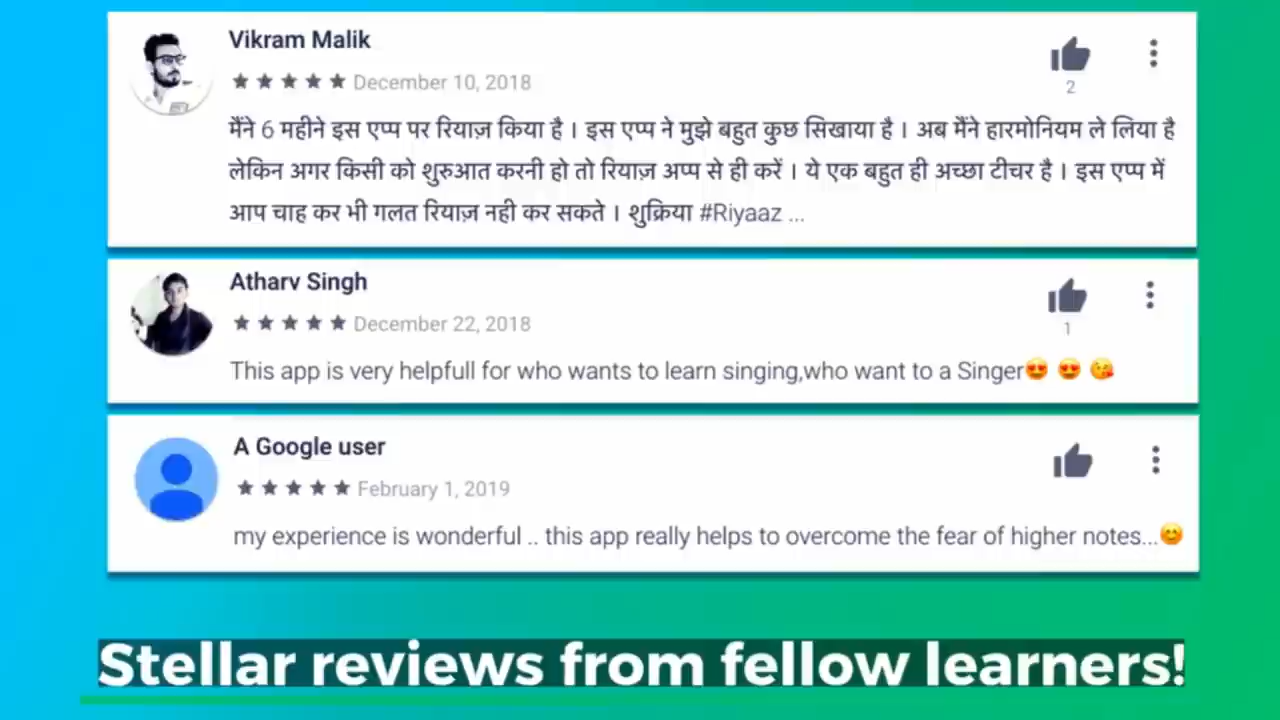 Vikram Malik
★★★★★ December 10, 2018
2
मैंने 6 महीने इस एप्प पर रियाज़ किया है । इस एप्प ने मुझे बहुत कुछ सिखाया है । अब मैंने हारमोनियम ले लिया है
लेकिन अगर किसी को शुरुआत करनी हो तो रियाज़ अप्प से ही करें । ये एक बहुत ही अच्छा टीचर है । इस एप्प में
आप चाह कर भी गलत रियाज़ नही कर सकते । शुक्रिया #Riyaaz ...
Atharv Singh
★★★★★ December 22, 2018
1
This app is very helpfull for who wants to learn singing,who want to a Singer😍 😍 😘
A Google user
★★★★★ February 1, 2019
my experience is wonderful .. this app really helps to overcome the fear of higher notes...😊
Stellar reviews from fellow learners!